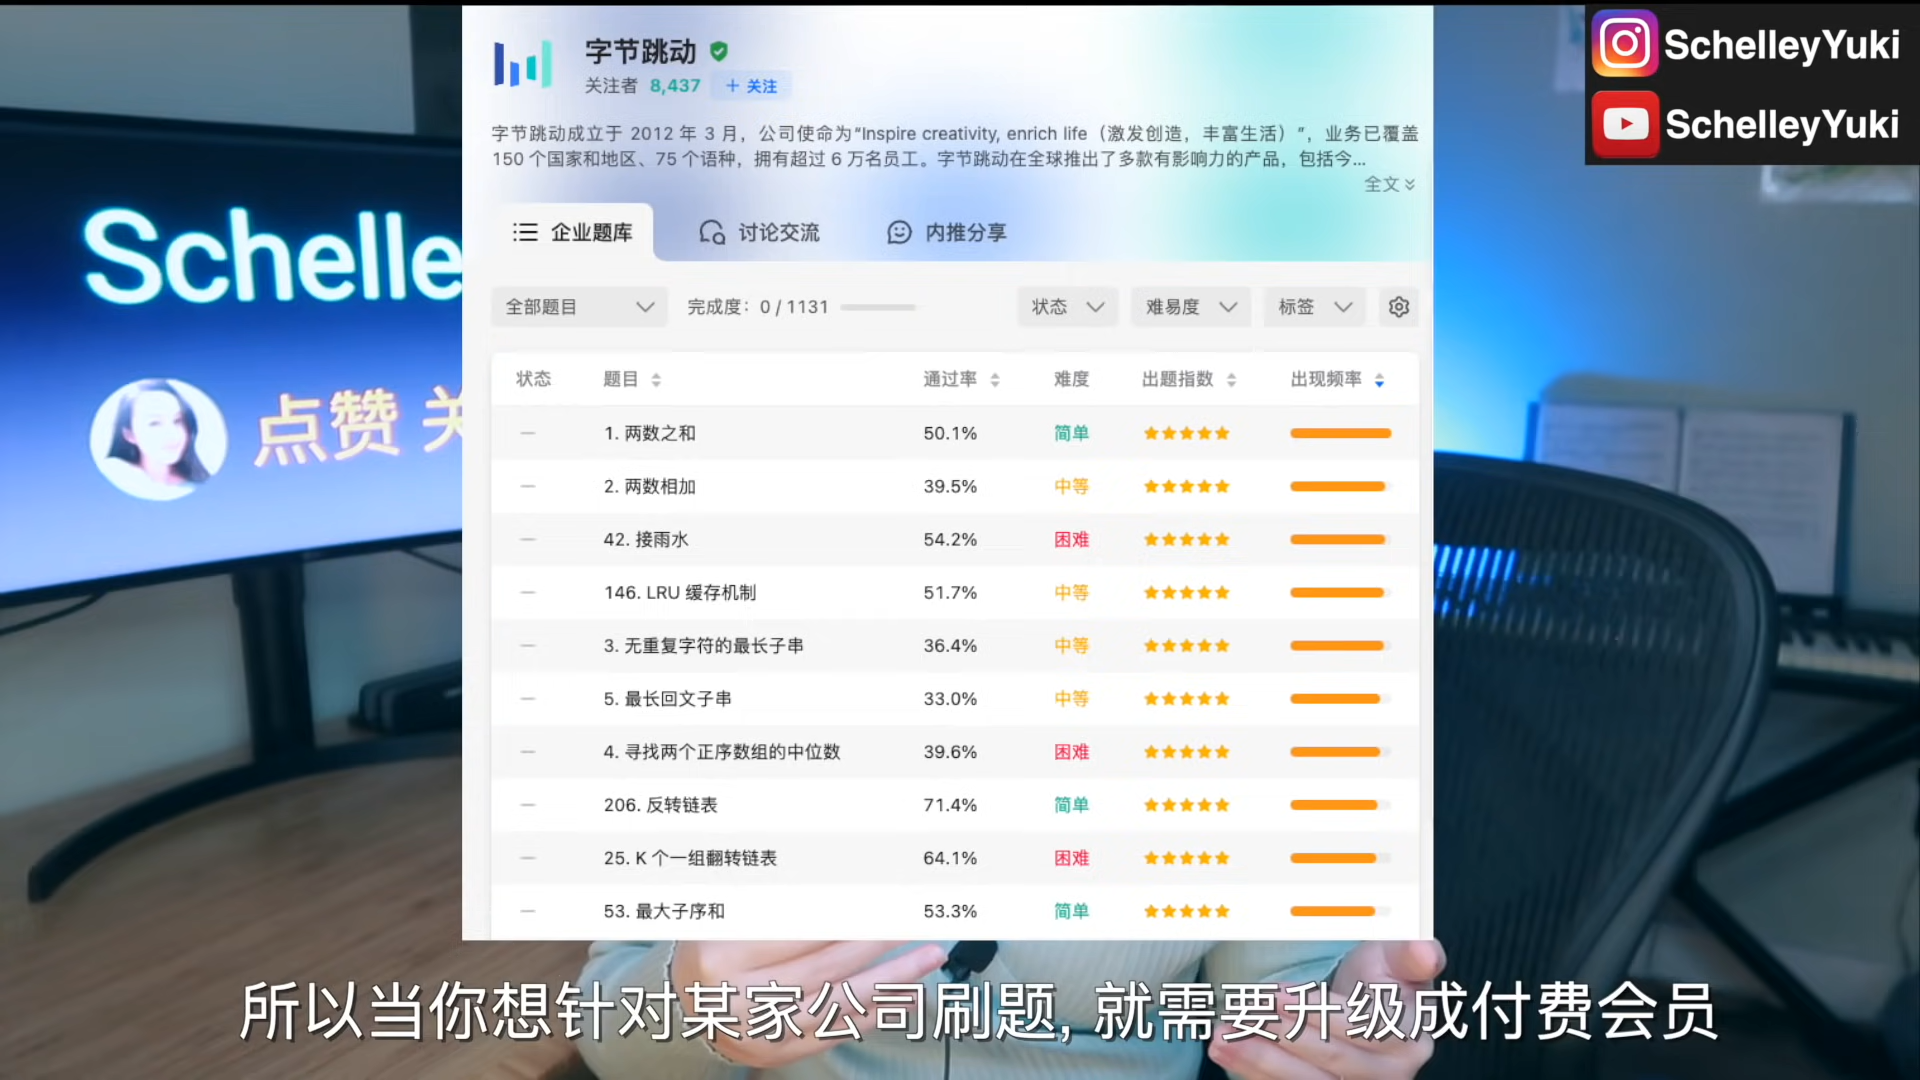 字节跳动
关注者 8,437 + 关注
字节跳动成立于 2012 年 3 月，公司使命为“Inspire creativity, enrich life（激发创造，丰富生活）”，业务已覆盖
150 个国家和地区、75 个语种，拥有超过 6 万名员工。字节跳动在全球推出了多款有影响力的产品，包括今...
全文
企业题库 讨论交流 内推分享
全部题目 完成度：0 / 1131 状态 难易度 标签
状态 题目 通过率 难度 出题指数 出现频率
1. 两数之和 50.1% 简单
2. 两数相加 39.5% 中等
42. 接雨水 54.2% 困难
146. LRU 缓存机制 51.7% 中等
3. 无重复字符的最长子串 36.4% 中等
5. 最长回文子串 33.0% 中等
4. 寻找两个正序数组的中位数 39.6% 困难
206. 反转链表 71.4% 简单
25. K 个一组翻转链表 64.1% 困难
53. 最大子序和 53.3% 简单
SchelleyYuki
SchelleyYuki
Schelle
点赞 关
所以当你想针对某家公司刷题, 就需要升级成付费会员